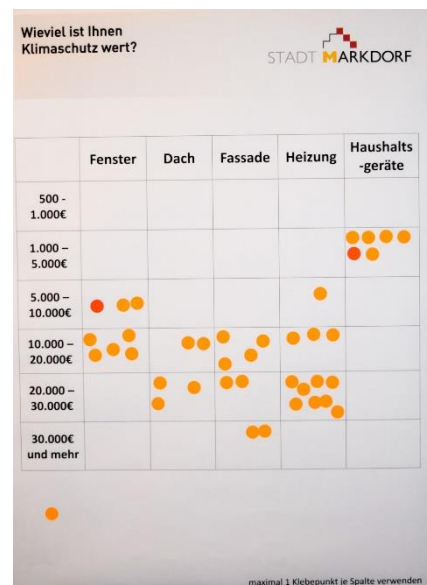 Wieviel ist Ihnen
Klimaschutz wert?
STADT MARKDORF
Fenster Dach Fassade Heizung Haushalts
-geräte
500 -
1.000€
1.000 –
5.000€
5.000 –
10.000€
10.000 –
20.000€
20.000 –
30.000€
30.000€
und mehr
maximal 1 Klebepunkt je Spalte verwenden